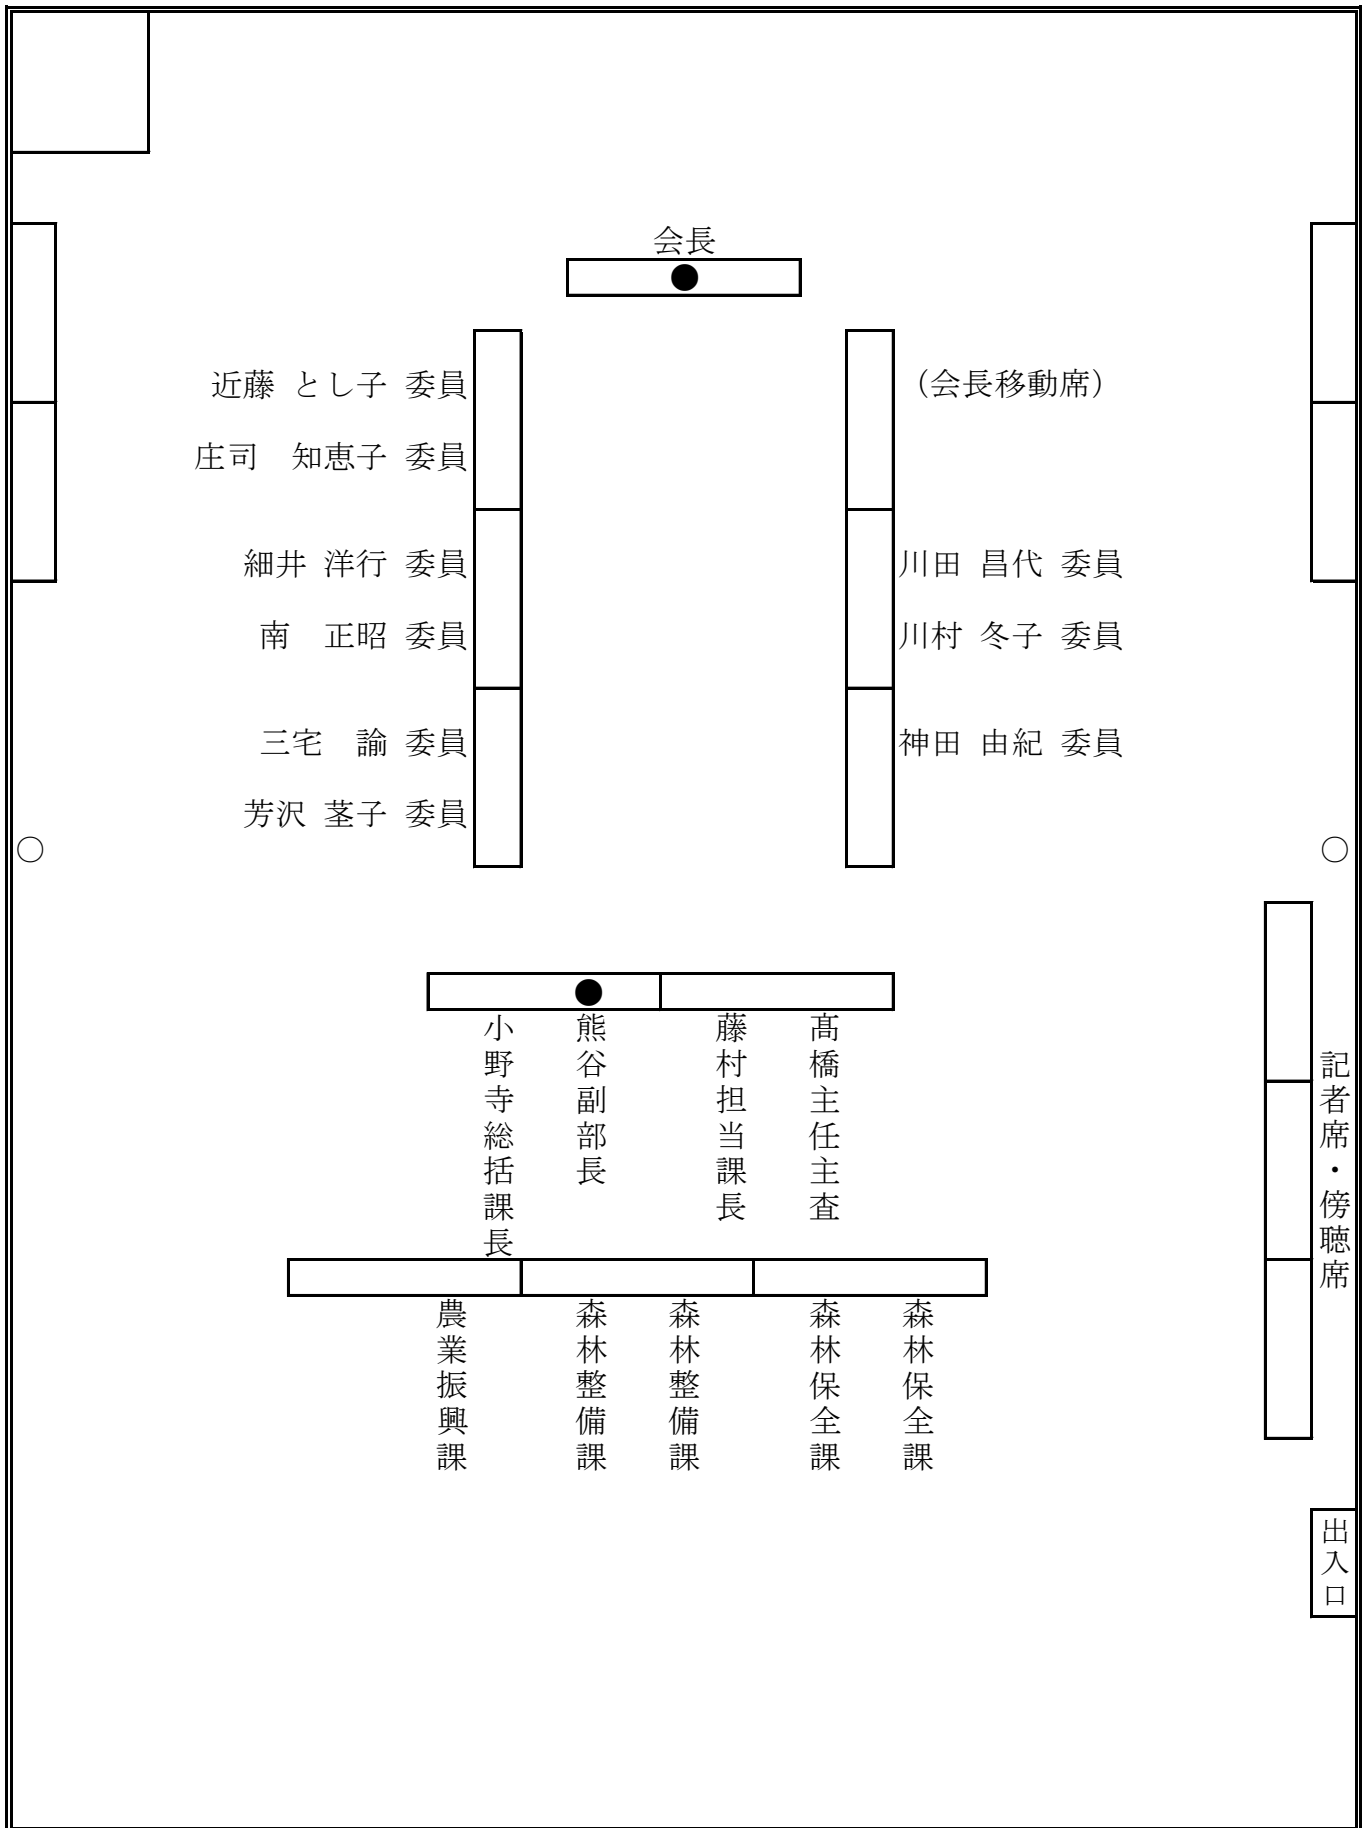 会長
●
近藤 とし子 委員
(会長移動席)
庄司 知恵子 委員
細井 洋行 委員
川田 昌代 委員
南 正昭 委員
川村 冬子 委員
三宅 諭 委員
神田 由紀 委員
芳沢 茎子 委員
○
○
●
小野寺総括課長
熊谷副部長
藤村担当課長
髙橋主任主査
記者席・傍聴席
農業振興課
森林整備課
森林整備課
森林保全課
森林保全課
出入口